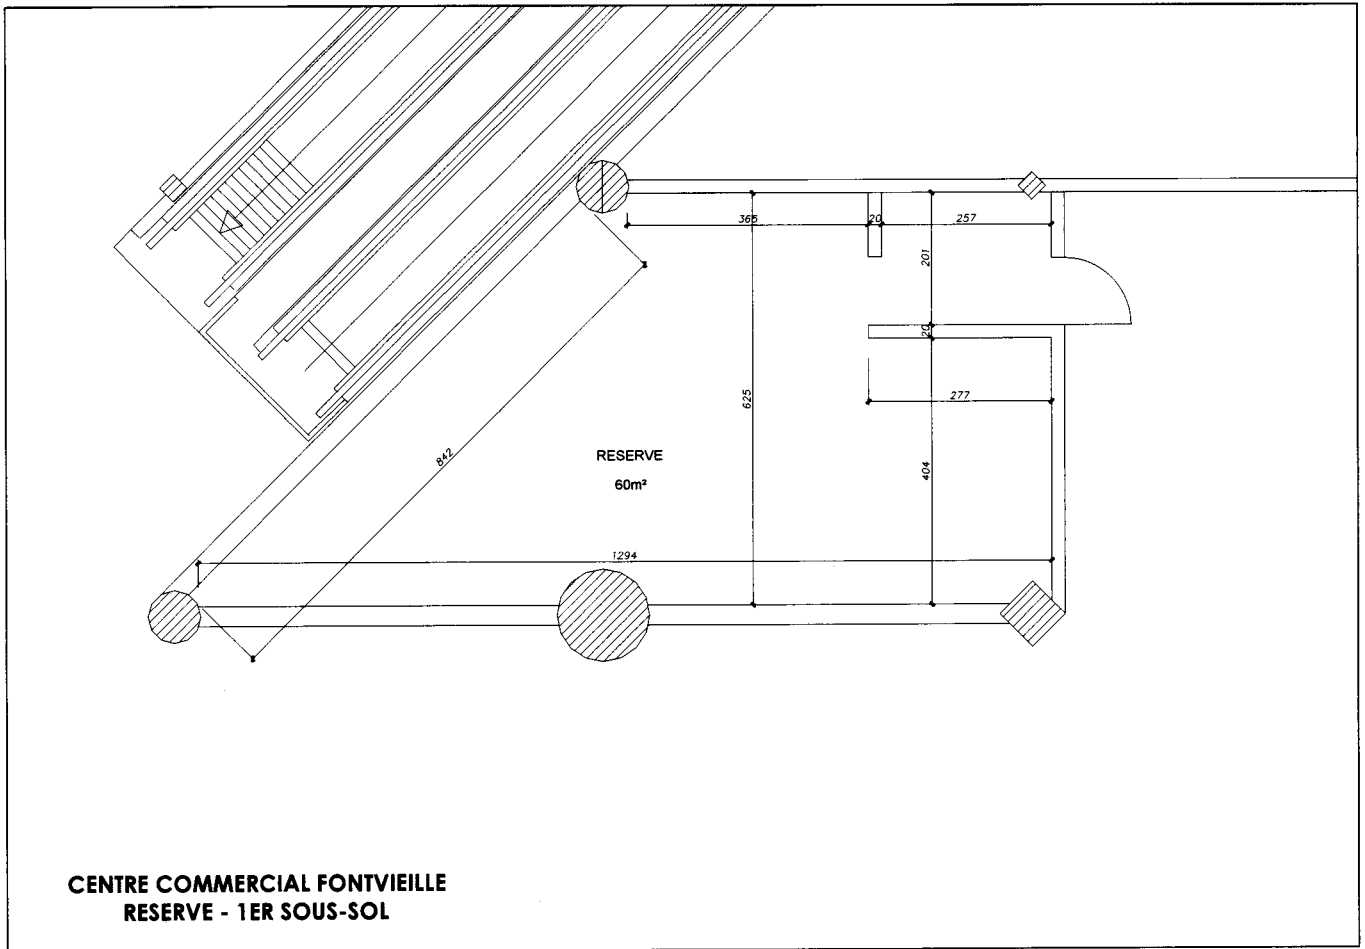 365
20
257
201
20
277
625
842
RESERVE
60m²
404
1294
CENTRE COMMERCIAL FONTVIEILLE
RESERVE - 1ER SOUS-SOL